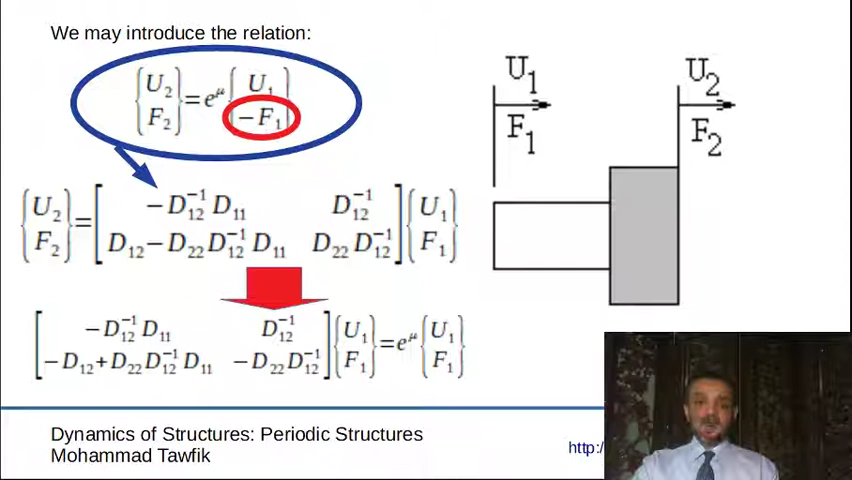 We may introduce the relation:
{U₂ F₂} = e^μ {U₁ −F₁}
{U₂ F₂} = [−D₁₂⁻¹ D₁₁ D₁₂⁻¹
D₁₂−D₂₂ D₁₂⁻¹ D₁₁ D₂₂ D₁₂⁻¹] {U₁ F₁}
[−D₁₂⁻¹ D₁₁ D₁₂⁻¹
−D₁₂+D₂₂ D₁₂⁻¹ D₁₁ −D₂₂ D₁₂⁻¹] {U₁ F₁} = e^μ {U₁ F₁}
U₁
F₁
U₂
F₂
Dynamics of Structures: Periodic Structures
Mohammad Tawfik
http:/